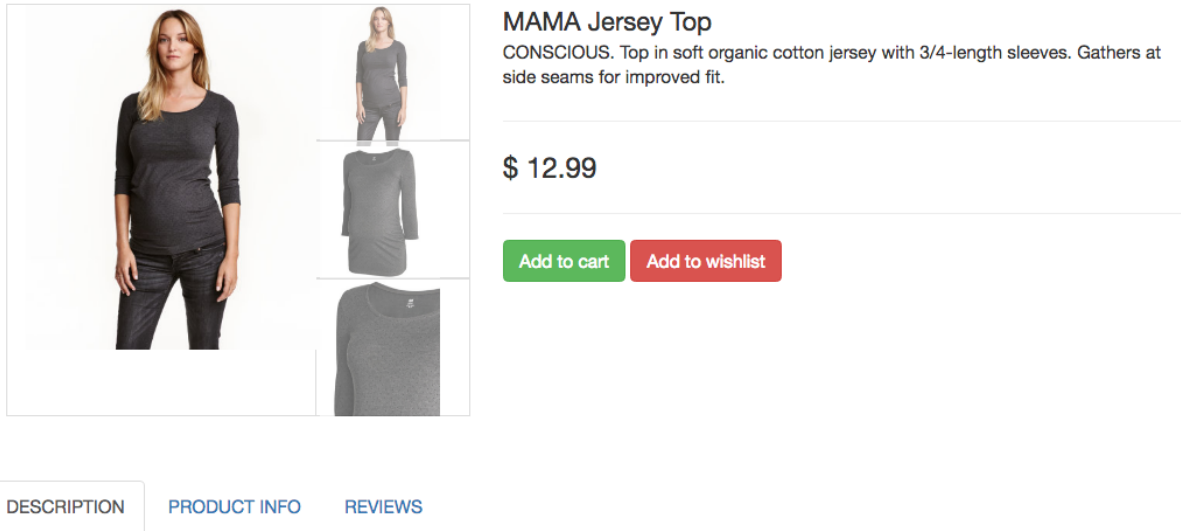 MAMA Jersey Top
CONSCIOUS. Top in soft organic cotton jersey with 3/4-length sleeves. Gathers at
side seams for improved fit.
$ 12.99
Add to cart
Add to wishlist
DESCRIPTION
PRODUCT INFO
REVIEWS